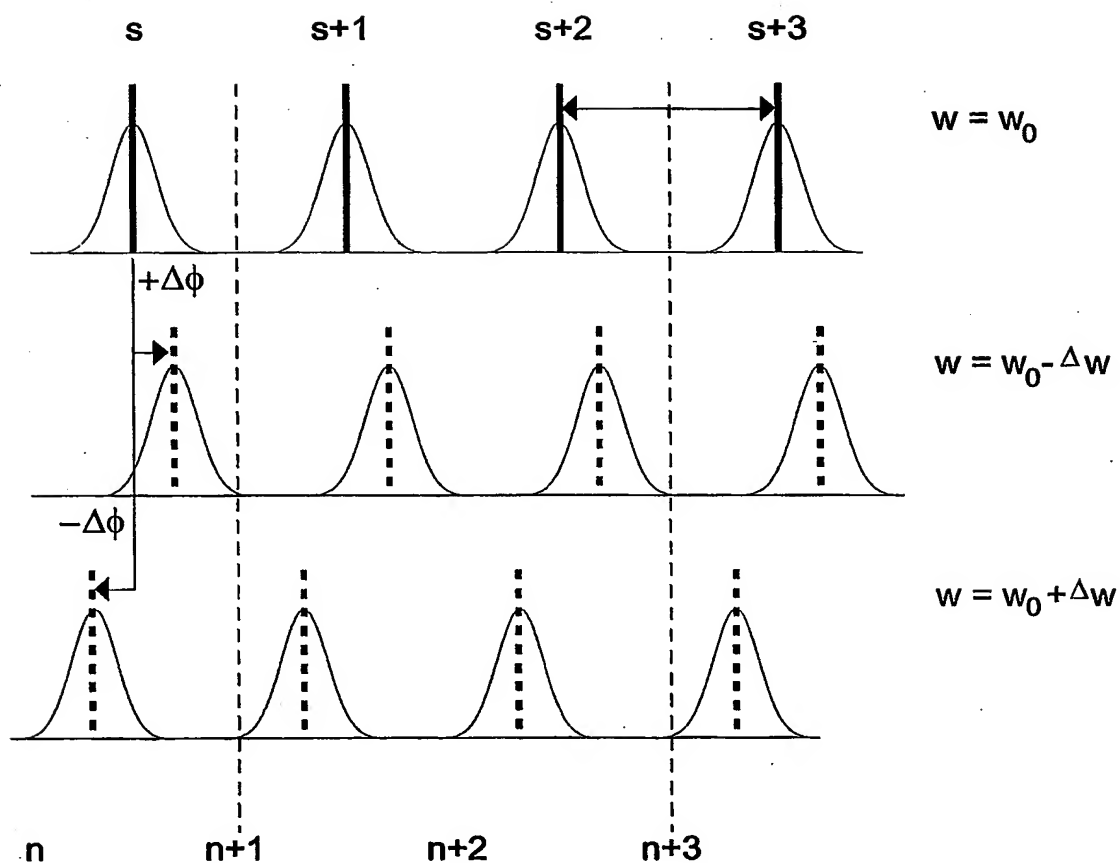 s s+1 s+2 s+3
w = w₀
+Δϕ
w = w₀ - Δw
−Δϕ
w = w₀ + Δw
n n+1 n+2 n+3